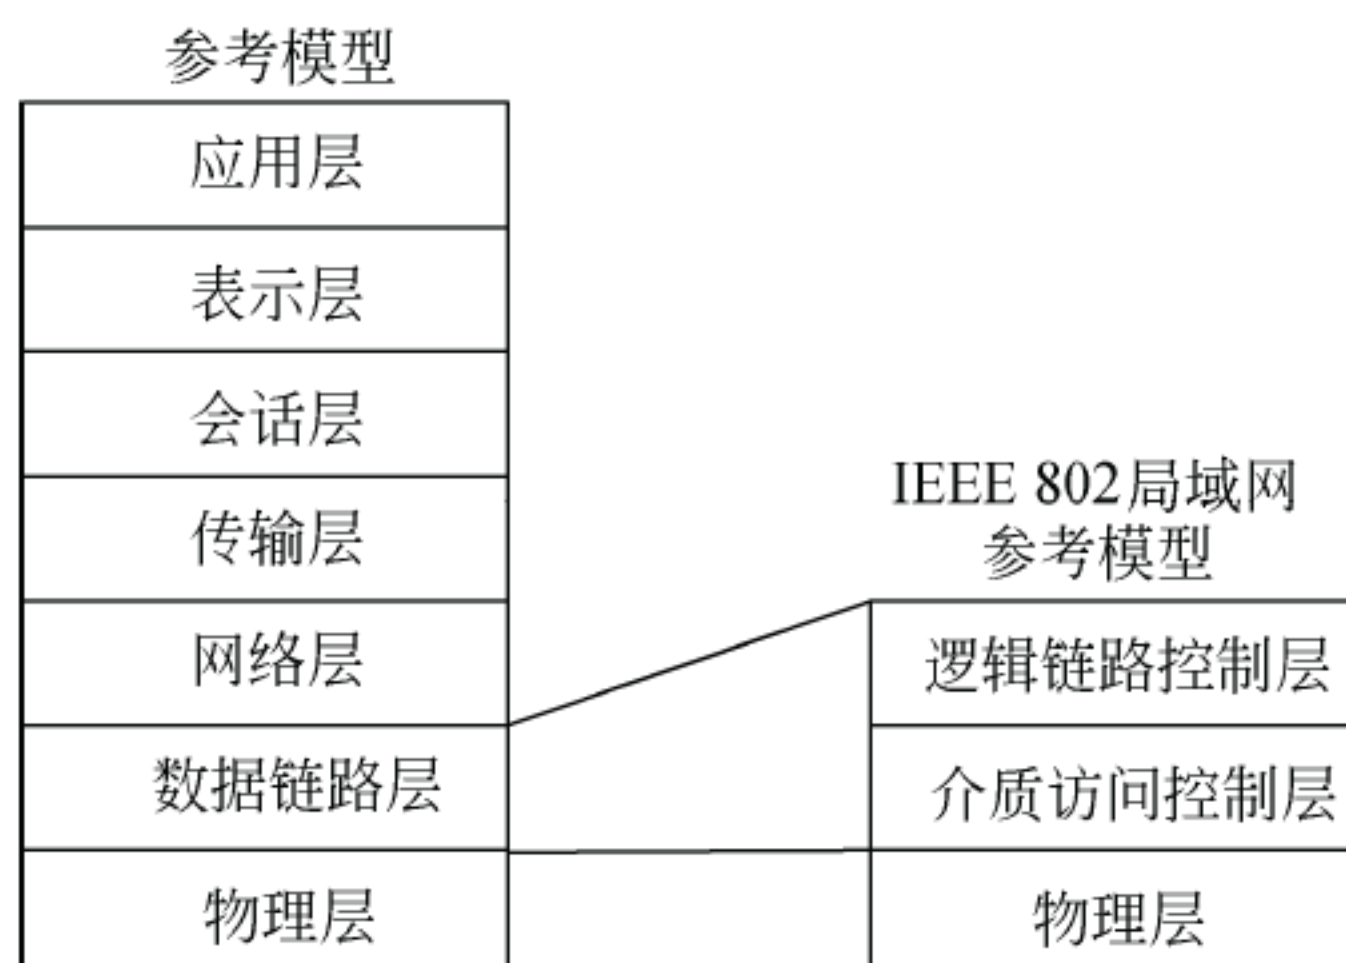 参考模型
应用层
表示层
会话层
传输层
网络层
数据链路层
物理层
IEEE 802局域网
参考模型
逻辑链路控制层
介质访问控制层
物理层